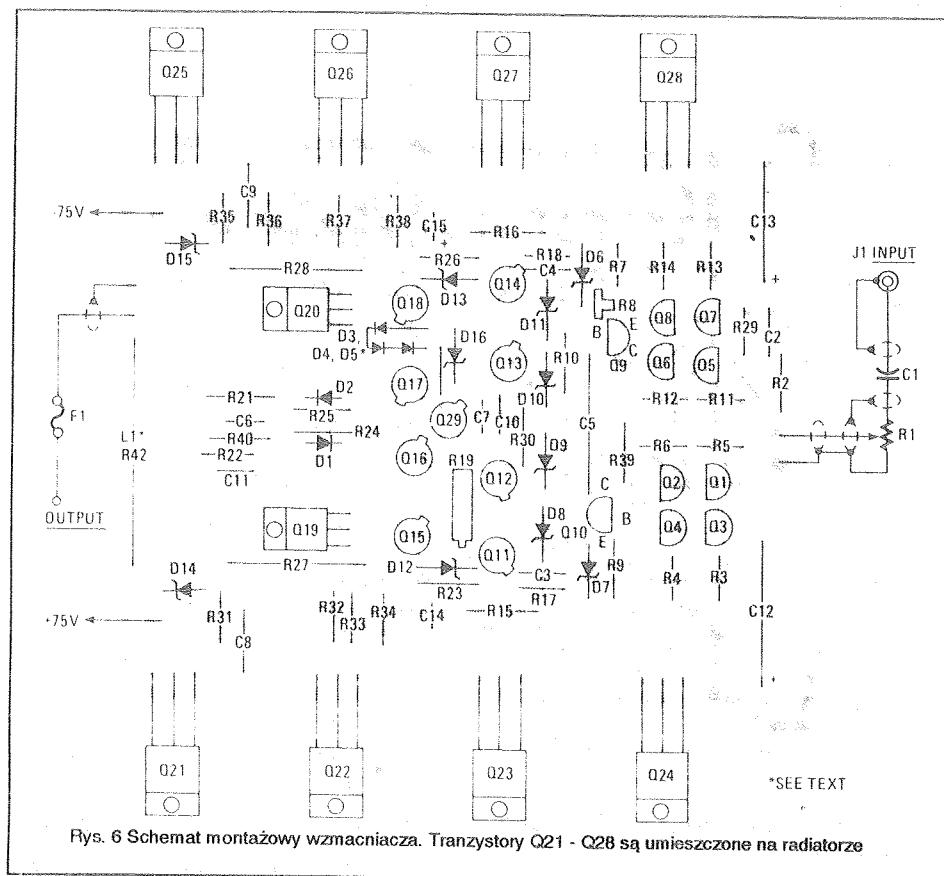 Q25
Q26
Q27
Q28
-75V
R35
C9
R36
R37
R38
C15
+
R16
C13
+
D15
R28
R26
D13
R18
C4
D6
R7
R14
R13
J1 INPUT
Q20
Q18
Q14
D11
R8
B
E
C
Q9
Q8
Q7
R29
C2
D3,
D4, D5*
D16
Q13
R10
Q6
Q5
R2
C1
F1
R21
D2
Q17
D10
R12
R11
C6
R25
R24
Q29
C7
C10
C5
R1
L1*
R42
R40
R22
D1
R30
D9
R39
R6
R5
C11
Q16
R19
Q12
C
Q2
Q1
OUTPUT
Q19
Q15
D8
Q10
B
E
Q4
Q3
R27
D12
Q11
C3
D14
R23
R17
D7
R9
R4
R3
+75V
R31
C8
R32
R33
R34
C14
R15
C12
+
Q21
Q22
Q23
Q24
*SEE TEXT
Rys. 6 Schemat montażowy wzmacniacza. Tranzystory Q21 - Q28 są umieszczone na radiatorze